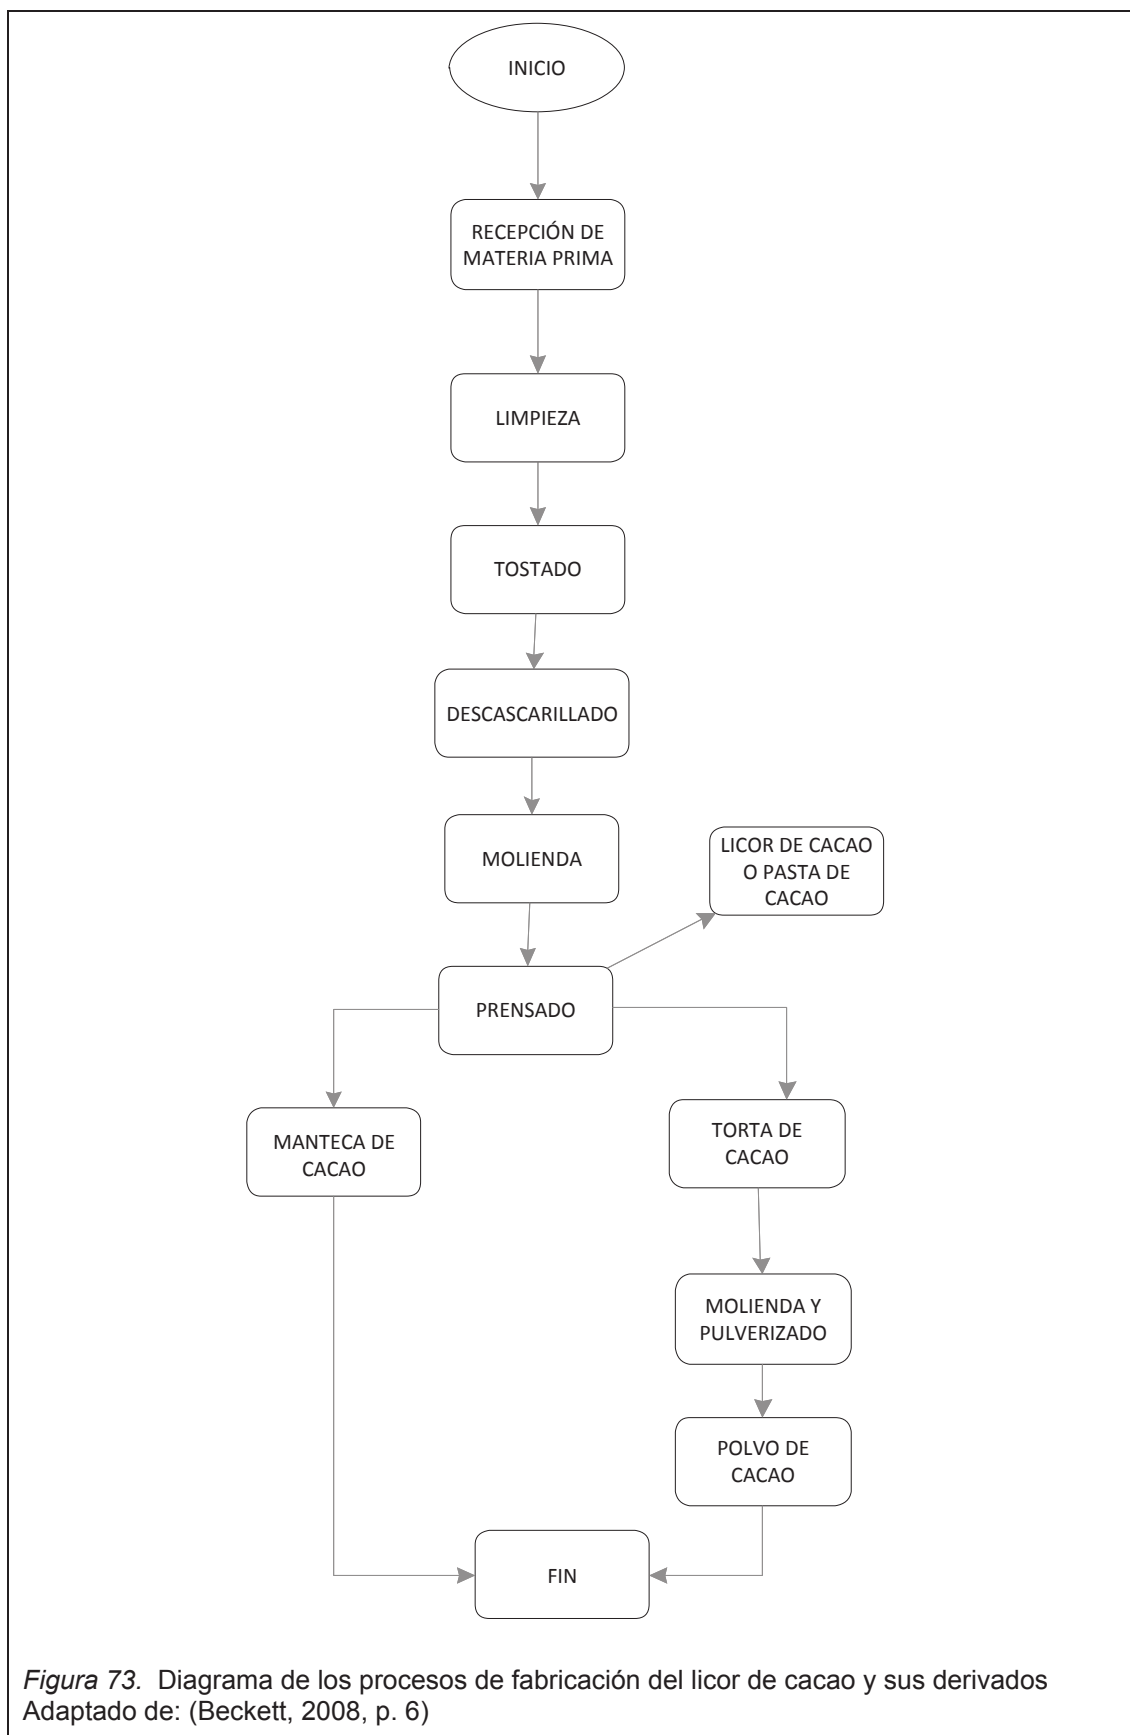 INICIO
RECEPCIÓN DE
MATERIA PRIMA
LIMPIEZA
TOSTADO
DESCASCARILLADO
MOLIENDA
LICOR DE CACAO
O PASTA DE
CACAO
PRENSADO
MANTECA DE
CACAO
TORTA DE
CACAO
MOLIENDA Y
PULVERIZADO
POLVO DE
CACAO
FIN
Figura 73. Diagrama de los procesos de fabricación del licor de cacao y sus derivados
Adaptado de: (Beckett, 2008, p. 6)